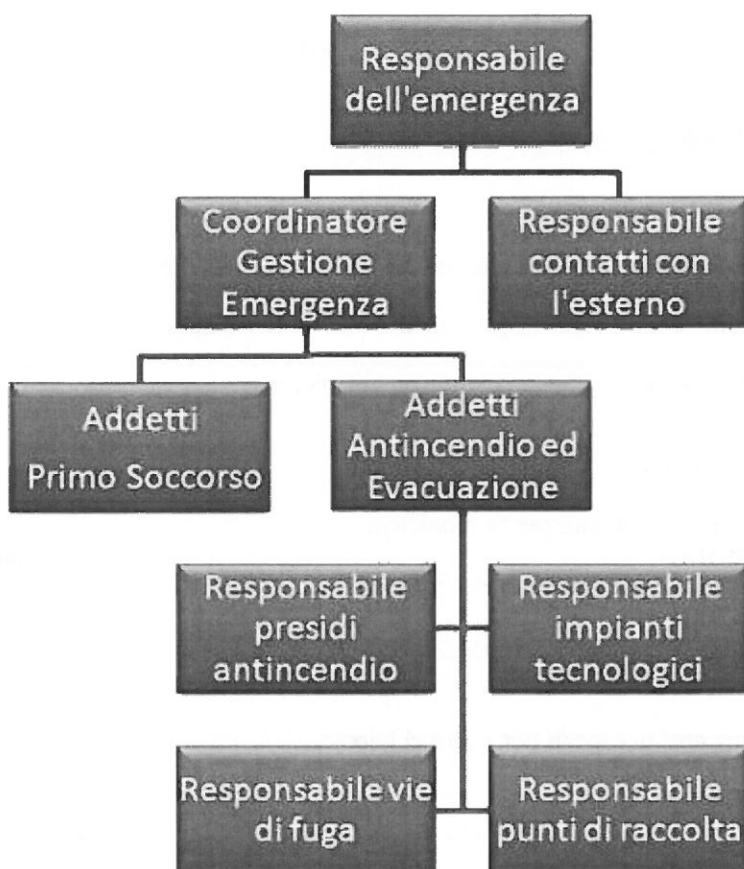 Responsabile
dell'emergenza
Coordinatore
Gestione
Emergenza
Responsabile
contatti con
l'esterno
Addetti
Primo Soccorso
Addetti
Antincendio ed
Evacuazione
Responsabile
presidi
antincendio
Responsabile
impianti
tecnologici
Responsabile vie
di fuga
Responsabile
punti di raccolta